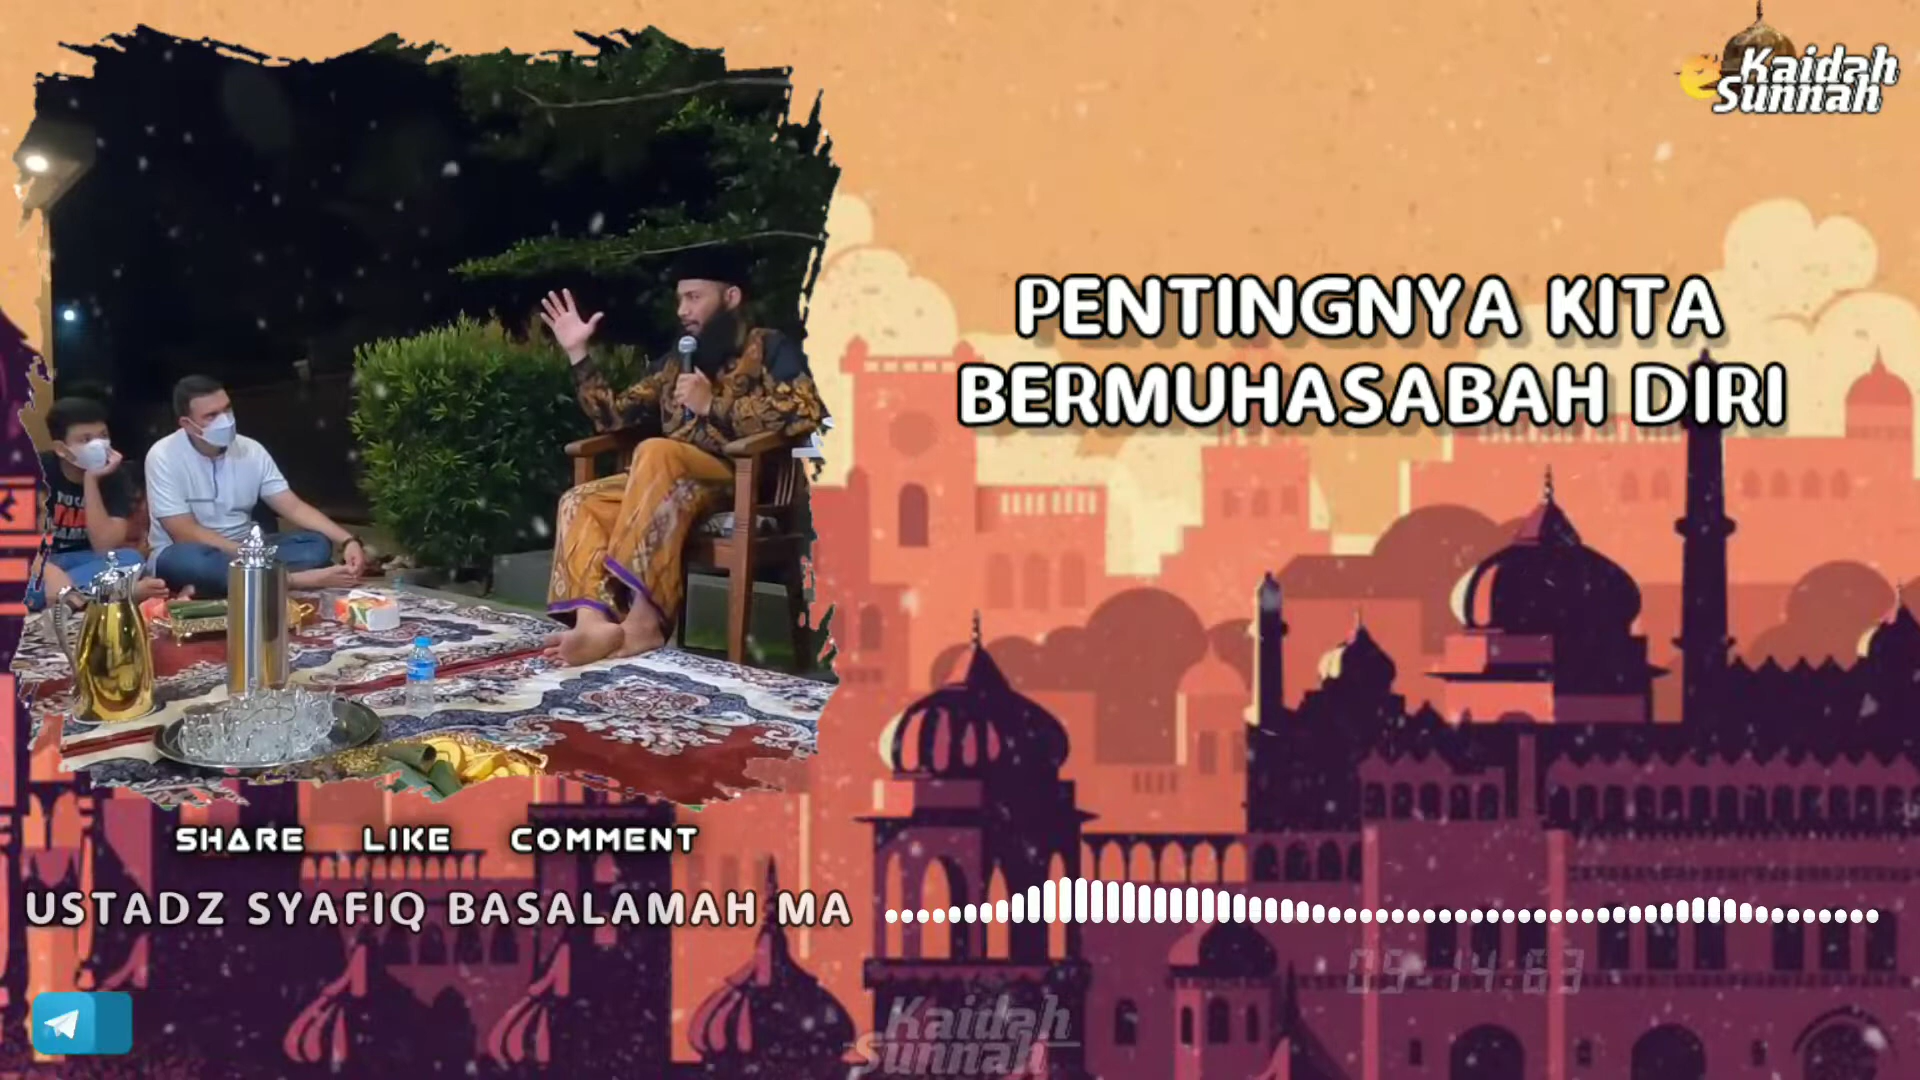 Kaidah
Sunnah
PENTINGNYA KITA
BERMUHASABAH DIRI
SHARE LIKE COMMENT
USTADZ SYAFIQ BASALAMAH MA
Kaidah
Sunnah